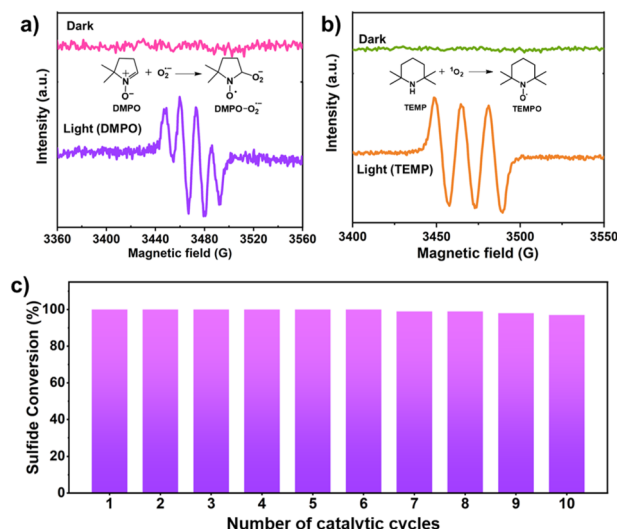 a)
Dark
+ O₂˙⁻
DMPO
DMPO-O₂˙⁻
Light (DMPO)
Intensity (a.u.)
3360 3400 3440 3480 3520 3560
Magnetic field (G)
b)
Dark
+ ¹O₂
TEMP
TEMPO
Light (TEMP)
Intensity (a.u.)
3400 3450 3500 3550
Magnetic field (G)
c)
Sulfide Conversion (%)
100
80
60
40
20
0
1 2 3 4 5 6 7 8 9 10
Number of catalytic cycles